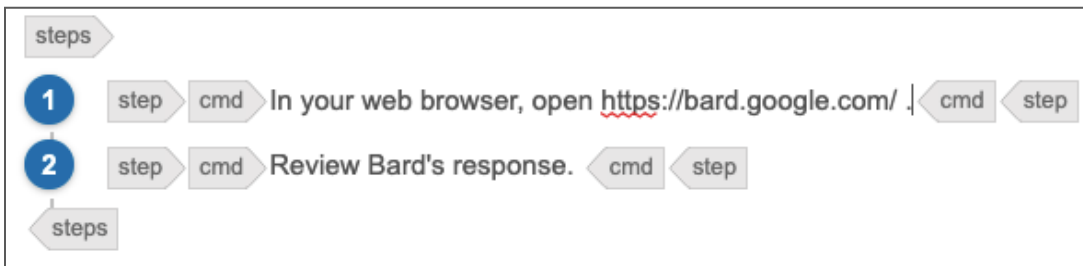 steps
1 step cmd In your web browser, open https://bard.google.com/ . cmd step
2 step cmd Review Bard's response. cmd step
steps